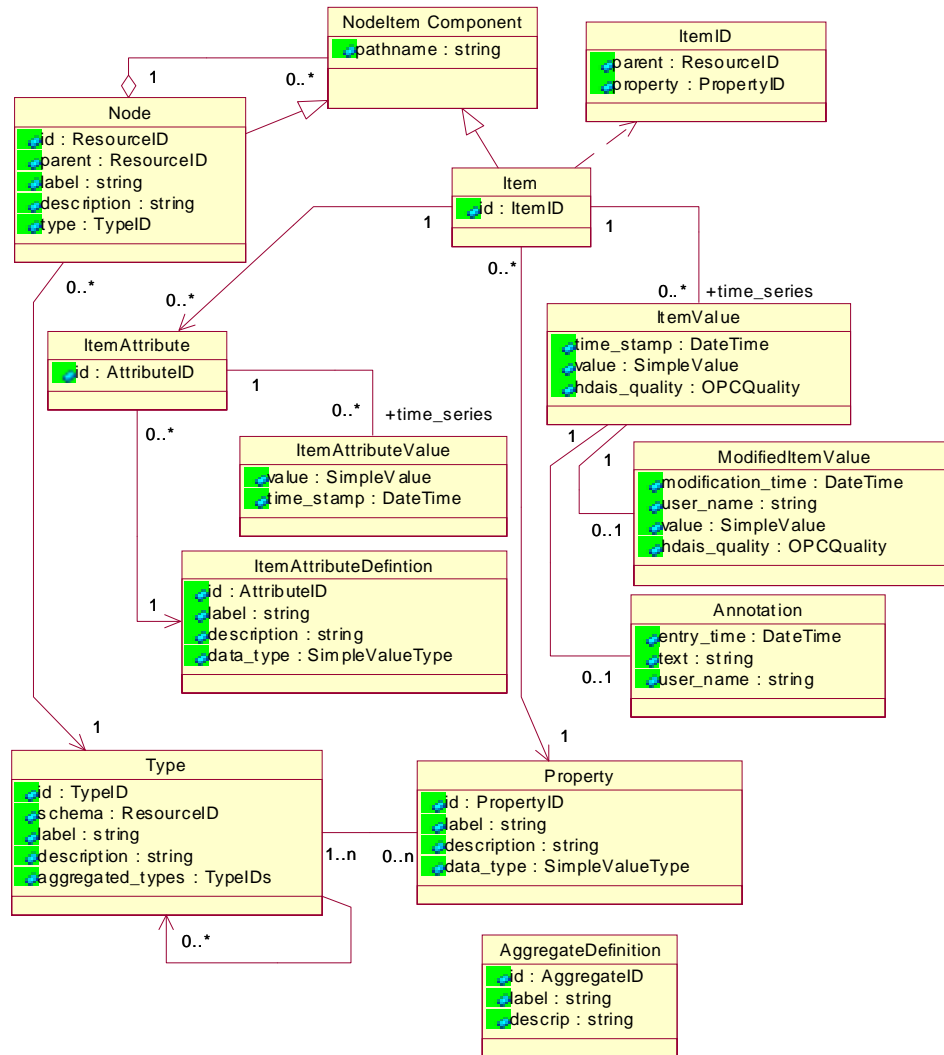 NodeItem Component
pathname : string
ItemID
parent : ResourceID
property : PropertyID
1
0..*
Node
id : ResourceID
parent : ResourceID
label : string
description : string
type : TypeID
Item
id : ItemID
1
1
0..*
0..*
0..*
0..*
+time_series
ItemAttribute
id : AttributeID
ItemValue
time_stamp : DateTime
value : SimpleValue
hdais_quality : OPCQuality
1
0..*
+time_series
0..*
1
1
ItemAttributeValue
value : SimpleValue
time_stamp : DateTime
ModifiedItemValue
modification_time : DateTime
user_name : string
value : SimpleValue
hdais_quality : OPCQuality
0..1
ItemAttributeDefintion
id : AttributeID
label : string
description : string
data_type : SimpleValueType
1
Annotation
entry_time : DateTime
text : string
user_name : string
0..1
1
1
Type
id : TypeID
schema : ResourceID
label : string
description : string
aggregated_types : TypeIDs
Property
id : PropertyID
label : string
description : string
data_type : SimpleValueType
1..n
0..n
0..*
AggregateDefinition
id : AggregateID
label : string
descrip : string